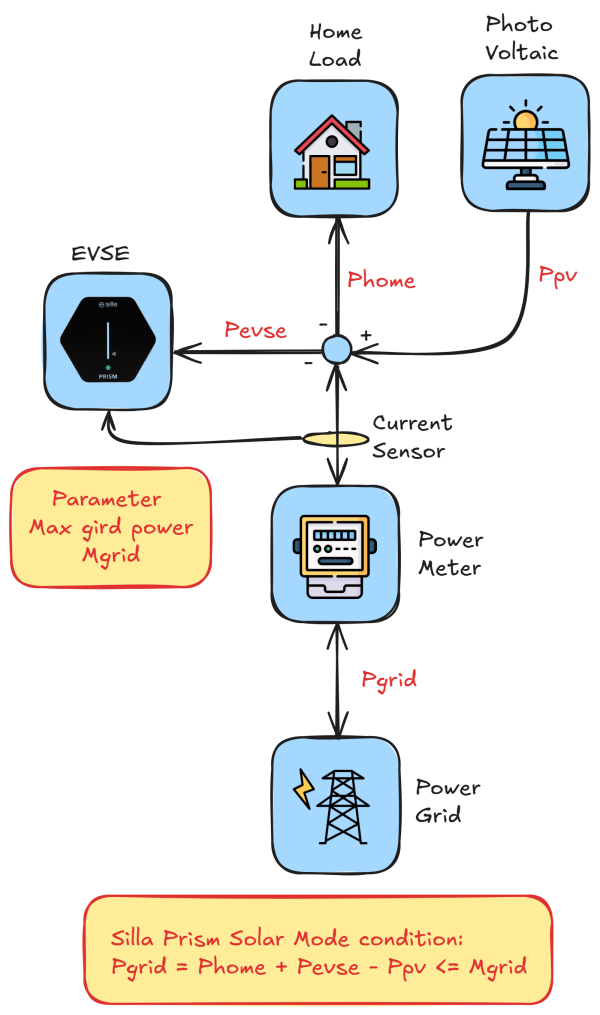 Home
Load
Photo
Voltaic
EVSE
Phome
Ppv
Pevse
-
+
-
silla
PRISM
Current
Sensor
Parameter
Max gird power
Mgrid
Power
Meter
Pgrid
Power
Grid
Silla Prism Solar Mode condition:
Pgrid = Phome + Pevse - Ppv <= Mgrid